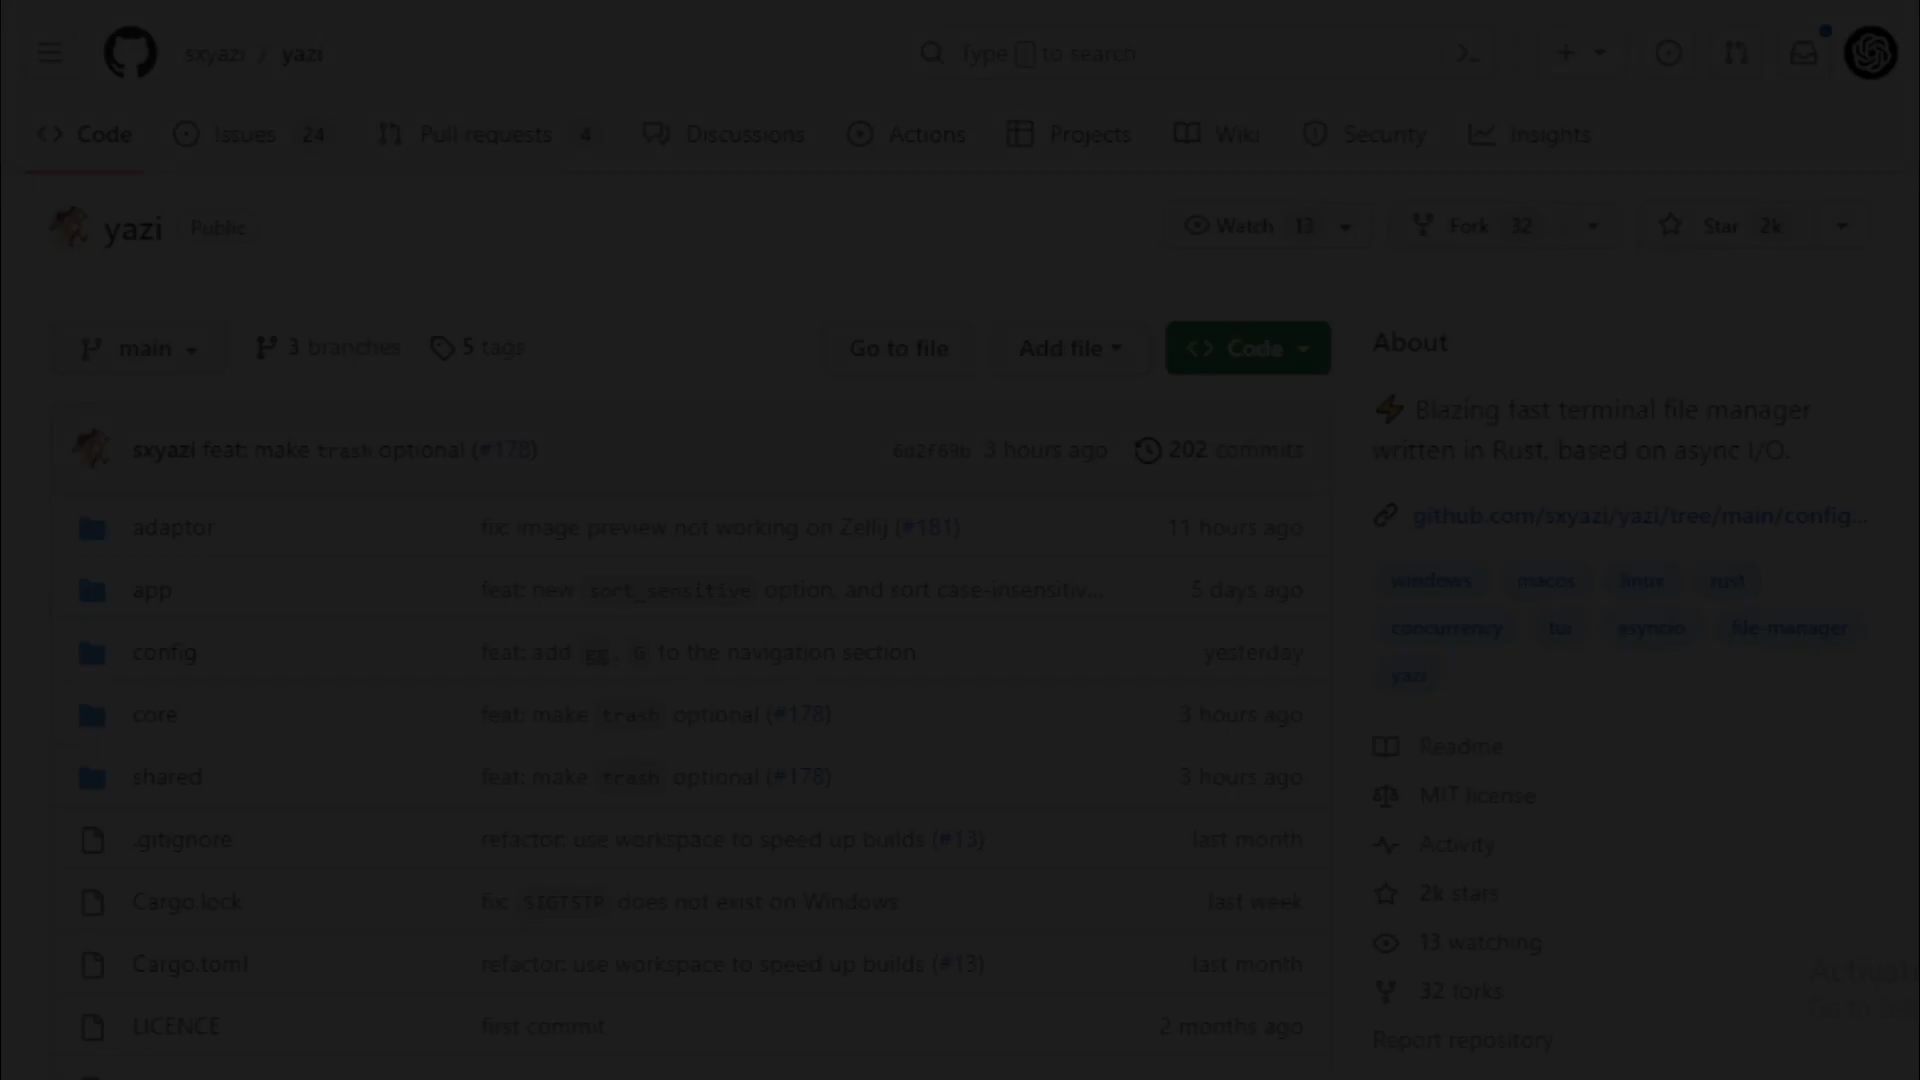 sxyazi / yazi
Type / to search
Code Issues 24 Pull requests 4 Discussions Actions Projects Wiki Security Insights
yazi Public Watch 13 Fork 32 Star 2k
main 3 branches 5 tags Go to file Add file Code
sxyazi feat: make trash optional (#178) 6a2f69b 3 hours ago 202 commits
adaptor fix: image preview not working on Zellij (#181) 11 hours ago
app feat: new sort_sensitive option, and sort case-insensitiv... 5 days ago
config feat: add gg, G to the navigation section yesterday
core feat: make trash optional (#178) 3 hours ago
shared feat: make trash optional (#178) 3 hours ago
.gitignore refactor: use workspace to speed up builds (#13) last month
Cargo.lock fix: SIGTSTP does not exist on Windows last week
Cargo.toml refactor: use workspace to speed up builds (#13) last month
LICENCE first commit 2 months ago
About
⚡ Blazing fast terminal file manager
written in Rust, based on async I/O.
github.com/sxyazi/yazi/tree/main/config...
windows macos linux rust
concurrency tui asyncio file-manager
yazi
Readme
MIT license
Activity
2k stars
13 watching
32 forks
Report repository